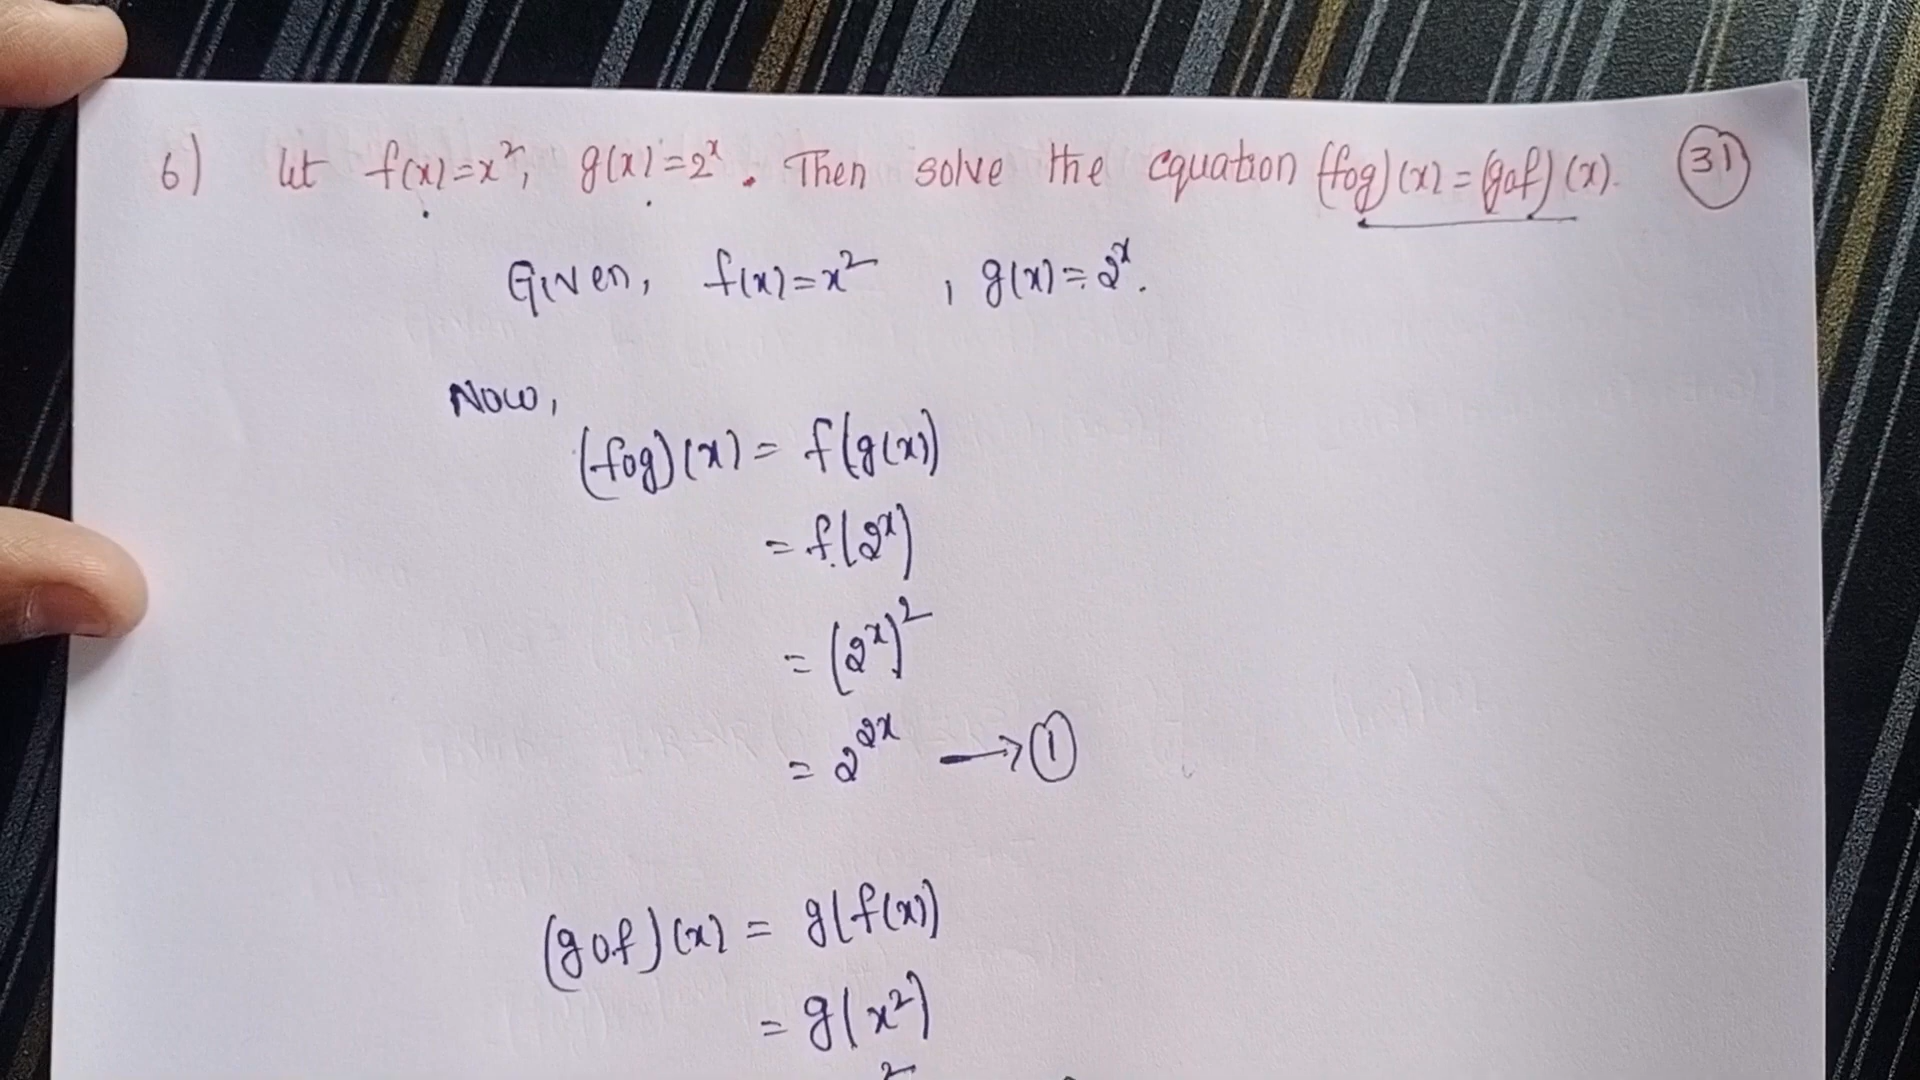 6) let f(x)=x², g(x)=2ˣ. Then solve the equation (fog)(x)=(gof)(x). (31)
Given, f(x)=x² , g(x)=2ˣ.
Now,
(fog)(x) = f(g(x))
= f(2ˣ)
= (2ˣ)²
= 2²ˣ → ①
(gof)(x) = g(f(x))
= g(x²)